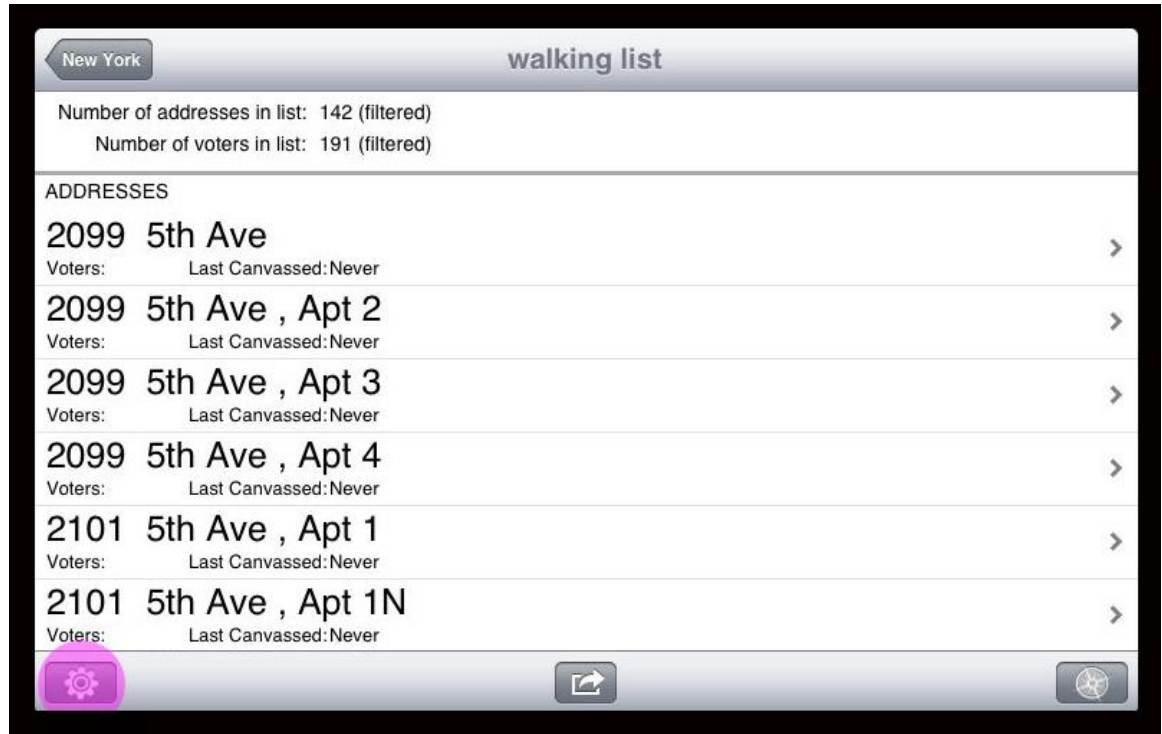 New York
walking list
Number of addresses in list: 142 (filtered)
Number of voters in list: 191 (filtered)
ADDRESSES
2099 5th Ave
Voters: Last Canvassed:Never
2099 5th Ave , Apt 2
Voters: Last Canvassed:Never
2099 5th Ave , Apt 3
Voters: Last Canvassed:Never
2099 5th Ave , Apt 4
Voters: Last Canvassed:Never
2101 5th Ave , Apt 1
Voters: Last Canvassed:Never
2101 5th Ave , Apt 1N
Voters: Last Canvassed:Never